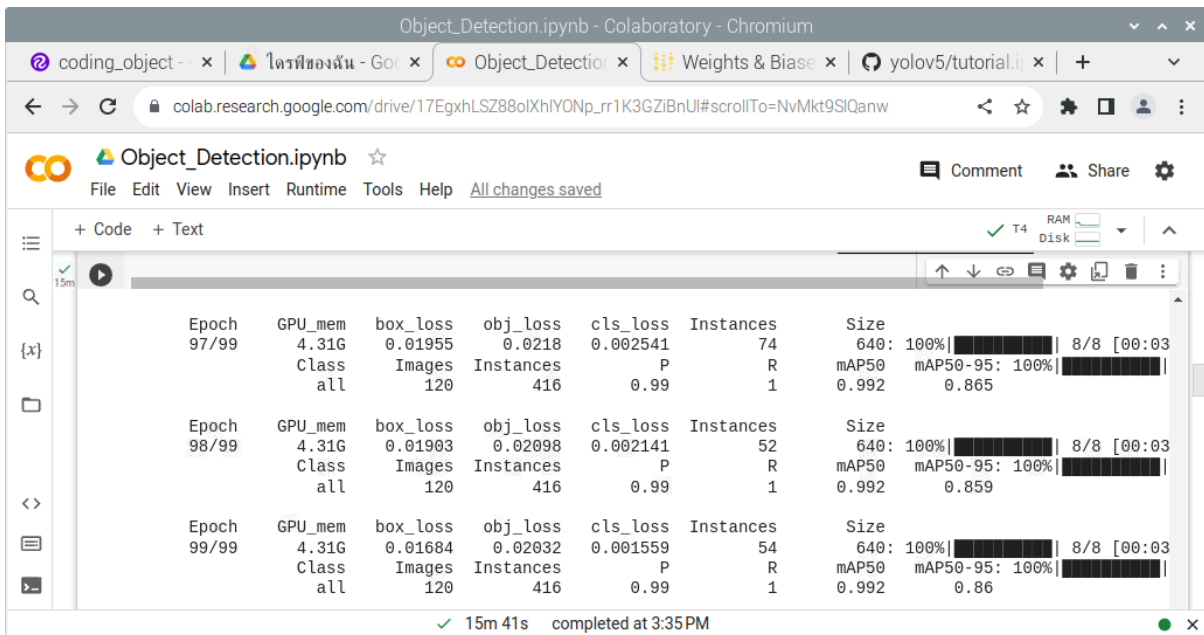 Object_Detection.ipynb - Colaboratory - Chromium
coding_object - ไดรฟ์ของฉัน - Goo Object_Detection Weights & Biase yolov5/tutorial.i
colab.research.google.com/drive/17EgxhLSZ88olXhlYONp_rr1K3GZiBnUl#scrollTo=NvMkt9SlQanw
Object_Detection.ipynb
Comment Share
File Edit View Insert Runtime Tools Help All changes saved
+ Code + Text
T4 RAM
Disk
15m
Epoch GPU_mem box_loss obj_loss cls_loss Instances Size
97/99 4.31G 0.01955 0.0218 0.002541 74 640: 100%| | 8/8 [00:03
Class Images Instances P R mAP50 mAP50-95: 100%| |
all 120 416 0.99 1 0.992 0.865
Epoch GPU_mem box_loss obj_loss cls_loss Instances Size
98/99 4.31G 0.01903 0.02098 0.002141 52 640: 100%| | 8/8 [00:03
Class Images Instances P R mAP50 mAP50-95: 100%| |
all 120 416 0.99 1 0.992 0.859
Epoch GPU_mem box_loss obj_loss cls_loss Instances Size
99/99 4.31G 0.01684 0.02032 0.001559 54 640: 100%| | 8/8 [00:03
Class Images Instances P R mAP50 mAP50-95: 100%| |
all 120 416 0.99 1 0.992 0.86
15m 41s completed at 3:35 PM